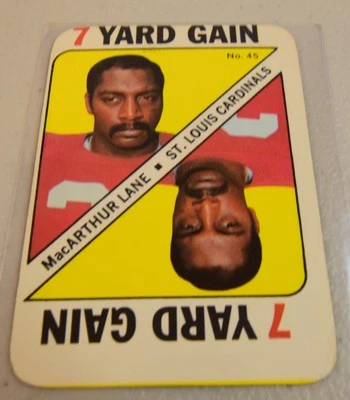 7 YARD GAIN
No. 45
MacARTHUR LANE ■ ST. LOUIS CARDINALS
7 YARD GAIN